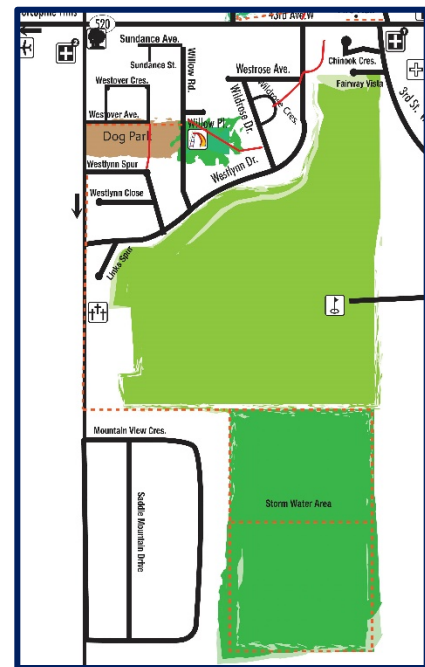 520
43rd Ave.W
Sundance Ave.
Sundance St.
Willow Rd.
Chinook Cres.
Fairway Vista
3rd St. W
Westover Cres.
Westrose Ave.
Wildrose Dr.
Wildrose Cres.
Westover Ave.
Willow Pl.
Dog Park
Westlynn Spur
Westlynn Dr.
Westlynn Close
Links Spur
Mountain View Cres.
Saddle Mountain Drive
Storm Water Area